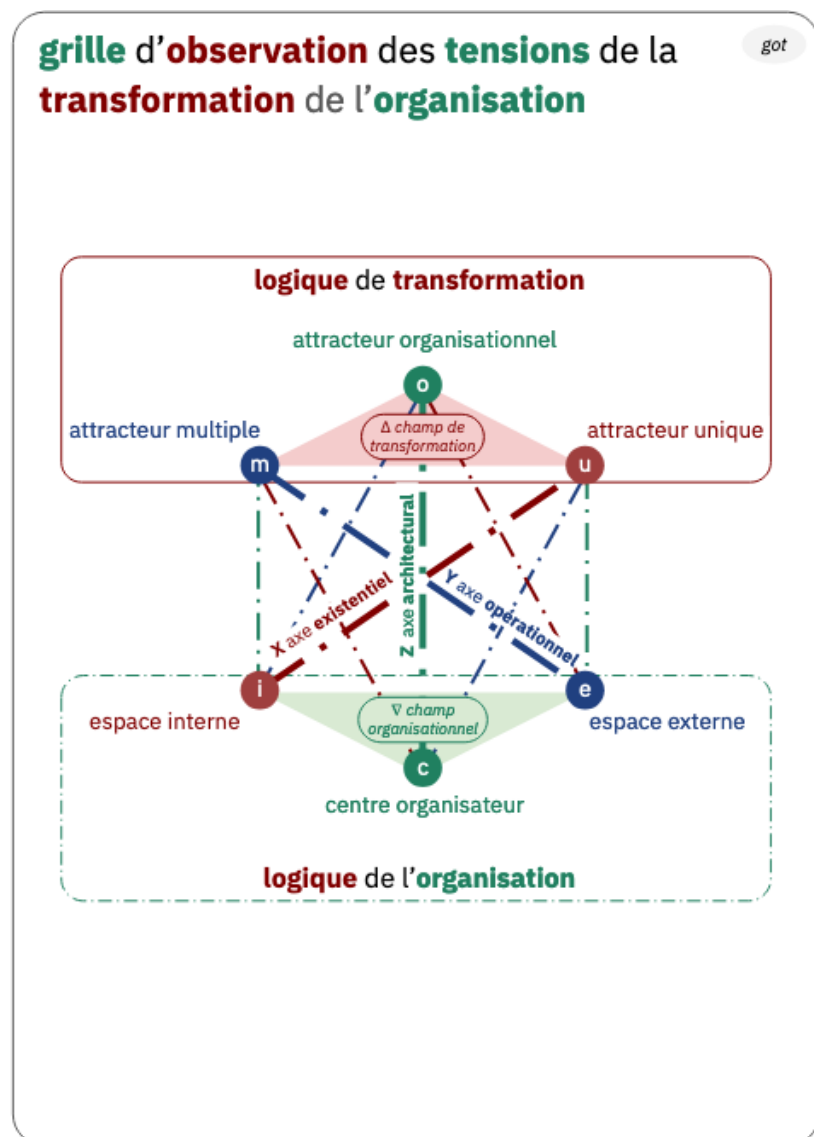 grille d'observation des tensions de la
transformation de l'organisation
got
logique de transformation
attracteur organisationnel
o
Δ champ de
transformation
attracteur multiple
attracteur unique
m
u
X axe existentiel
Z axe architectural
Y axe opérationnel
i
e
espace interne
espace externe
∇ champ
organisationnel
c
centre organisateur
logique de l'organisation